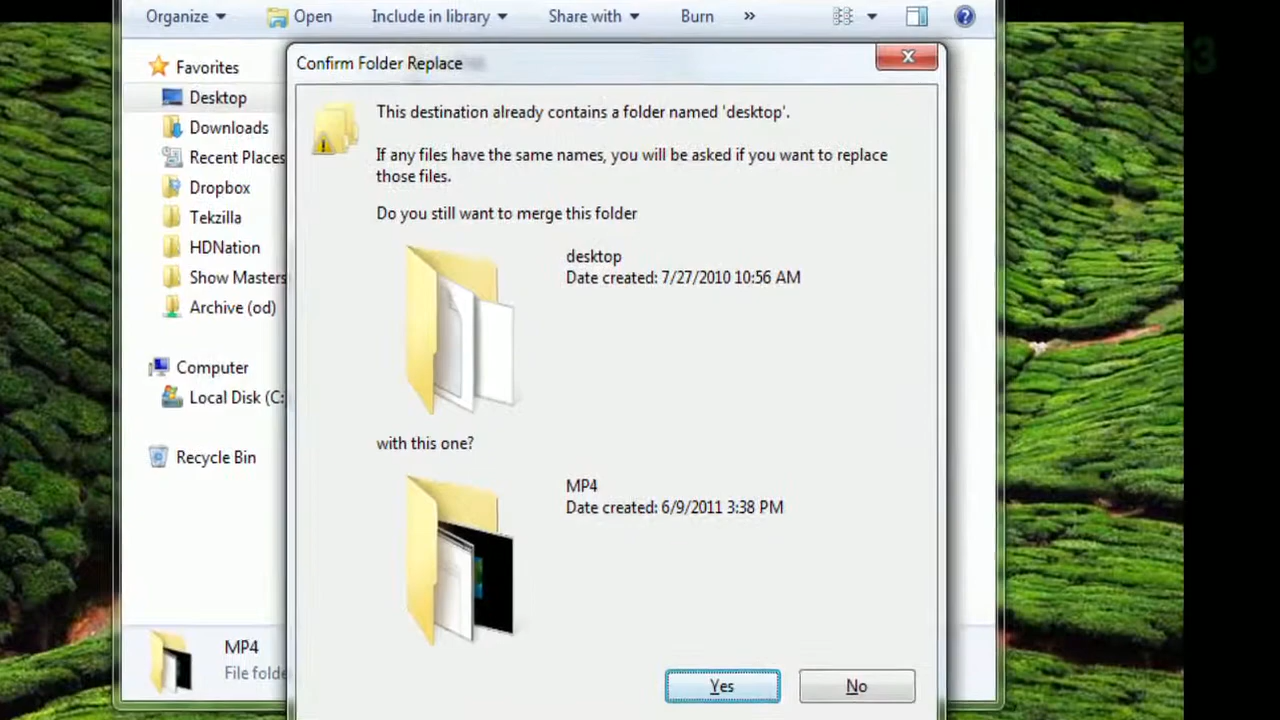 Organize
Open
Include in library
Share with
Burn
»
Confirm Folder Replace
Favorites
Desktop
Downloads
Recent Places
Dropbox
Tekzilla
HDNation
Show Masters
Archive (od)
Computer
Local Disk (C:
Recycle Bin
This destination already contains a folder named 'desktop'.
If any files have the same names, you will be asked if you want to replace
those files.
Do you still want to merge this folder
desktop
Date created: 7/27/2010 10:56 AM
with this one?
MP4
Date created: 6/9/2011 3:38 PM
Yes
No
MP4
File folde